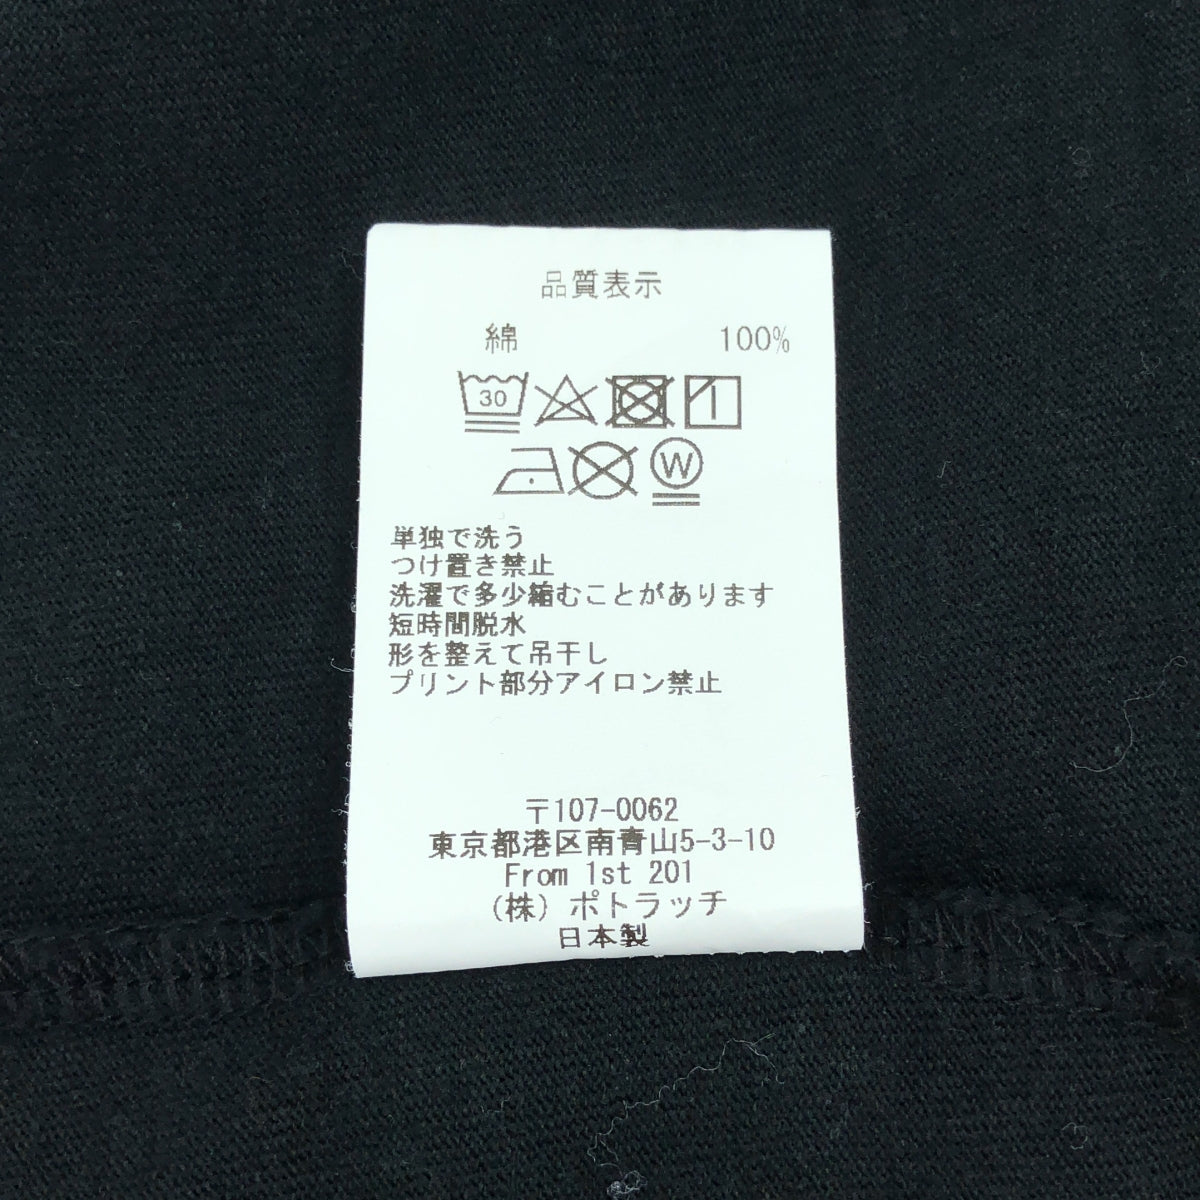 品質表示
綿 100%
30
W
単独で洗う
つけ置き禁止
洗濯で多少縮むことがあります
短時間脱水
形を整えて吊干し
プリント部分アイロン禁止
〒107-0062
東京都港区南青山5-3-10
From 1st 201
(株) ポトラッチ
日本製